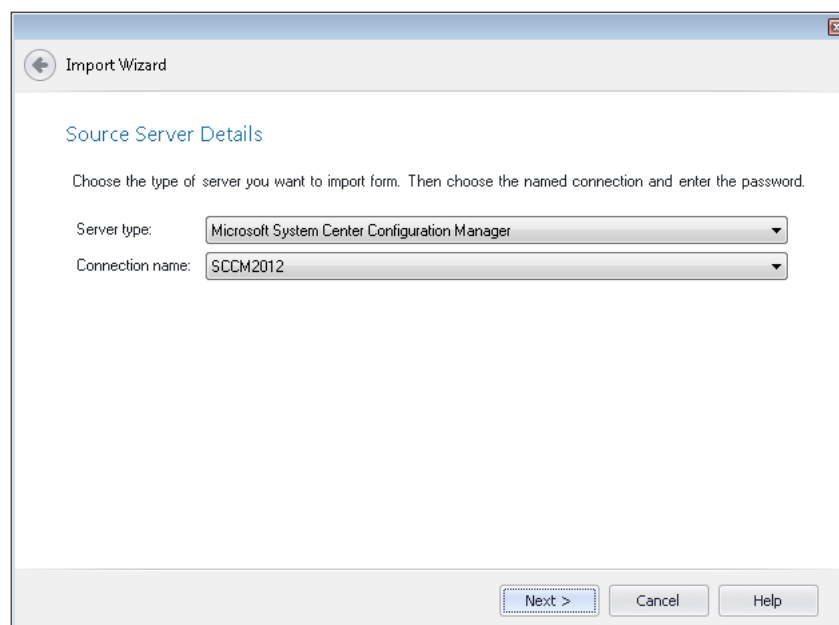 Import Wizard
Source Server Details
Choose the type of server you want to import form. Then choose the named connection and enter the password.
Server type: Microsoft System Center Configuration Manager
Connection name: SCCM2012
Next > Cancel Help